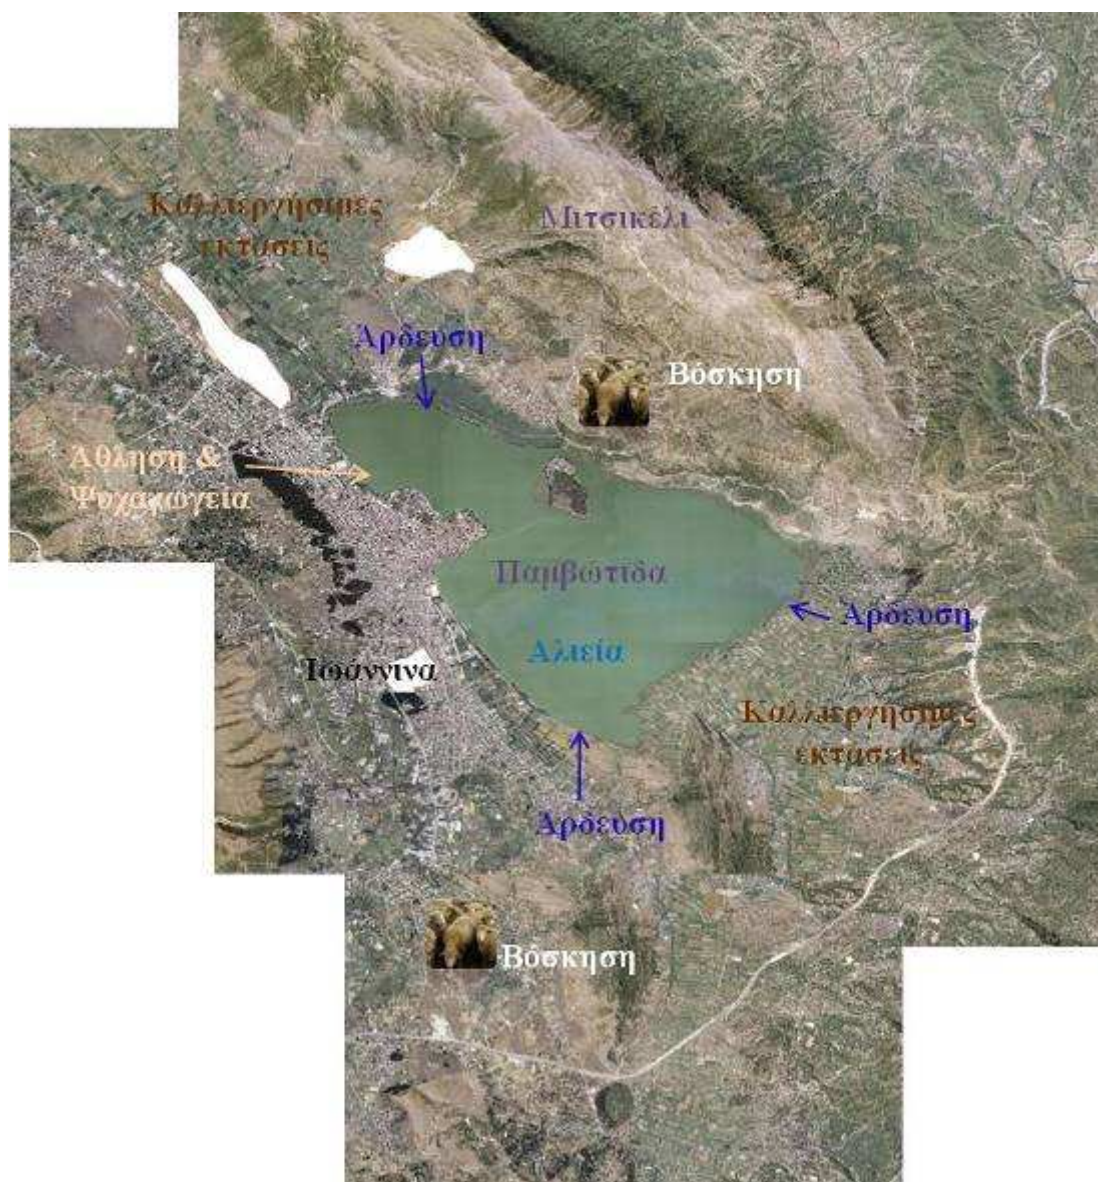 Καλλιεργήσιμες
εκτάσεις
Μιτσικέλι
Άρδευση
Βόσκηση
Άθληση &
Ψυχαγωγεία
Παμβώτιδα
Άρδευση
Αλιεία
Ιωάννινα
Καλλιεργήσιμες
εκτάσεις
Άρδευση
Βόσκηση